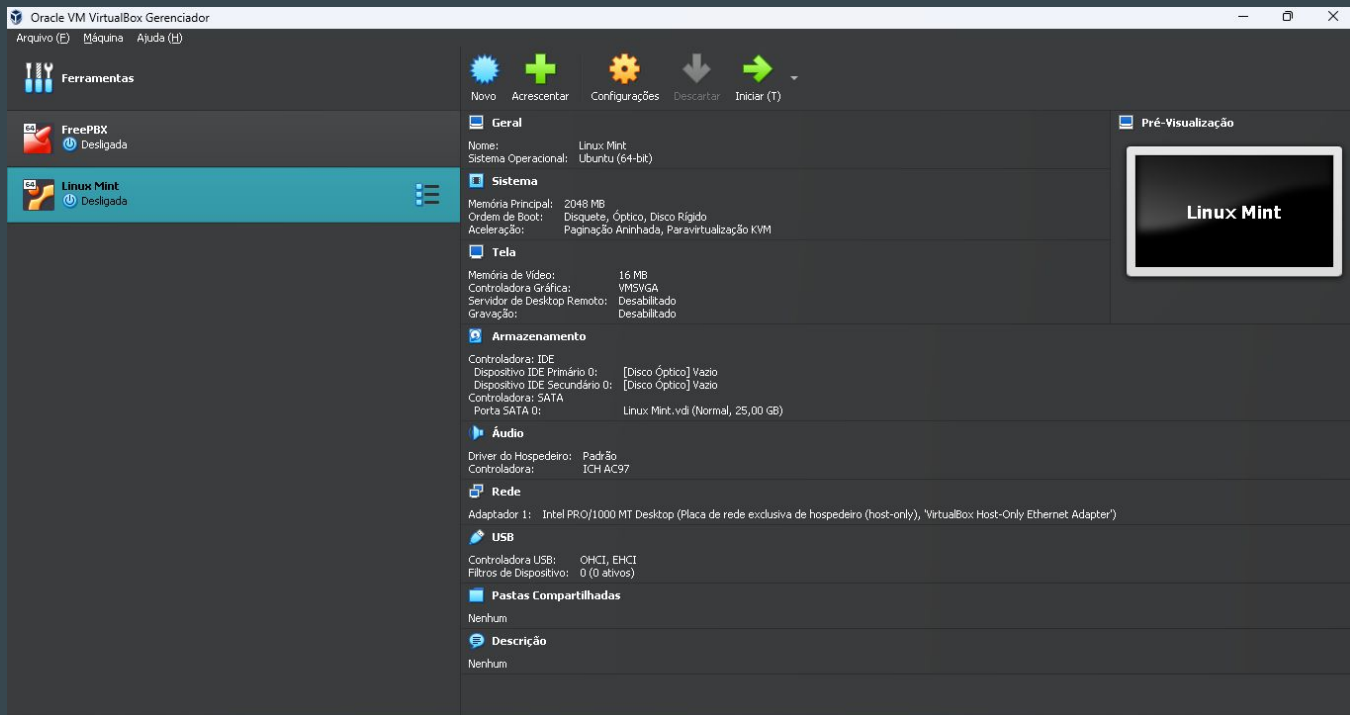 Oracle VM VirtualBox Gerenciador
Arquivo (F) Máquina Ajuda (H)
Ferramentas
Novo Acrescentar Configurações Descartar Iniciar (T)
64 FreePBX
Desligada
64 Linux Mint
Desligada
Geral
Nome: Linux Mint
Sistema Operacional: Ubuntu (64-bit)
Sistema
Memória Principal: 2048 MB
Ordem de Boot: Disquete, Óptico, Disco Rígido
Aceleração: Paginação Aninhada, Paravirtualização KVM
Tela
Memória de Vídeo: 16 MB
Controladora Gráfica: VMSVGA
Servidor de Desktop Remoto: Desabilitado
Gravação: Desabilitado
Armazenamento
Controladora: IDE
Dispositivo IDE Primário 0: [Disco Óptico] Vazio
Dispositivo IDE Secundário 0: [Disco Óptico] Vazio
Controladora: SATA
Porta SATA 0: Linux Mint.vdi (Normal, 25,00 GB)
Áudio
Driver do Hospedeiro: Padrão
Controladora: ICH AC97
Rede
Adaptador 1: Intel PRO/1000 MT Desktop (Placa de rede exclusiva de hospedeiro (host-only), 'VirtualBox Host-Only Ethernet Adapter')
USB
Controladora USB: OHCI, EHCI
Filtros de Dispositivo: 0 (0 ativos)
Pastas Compartilhadas
Nenhum
Descrição
Nenhum
Pré-Visualização
Linux Mint